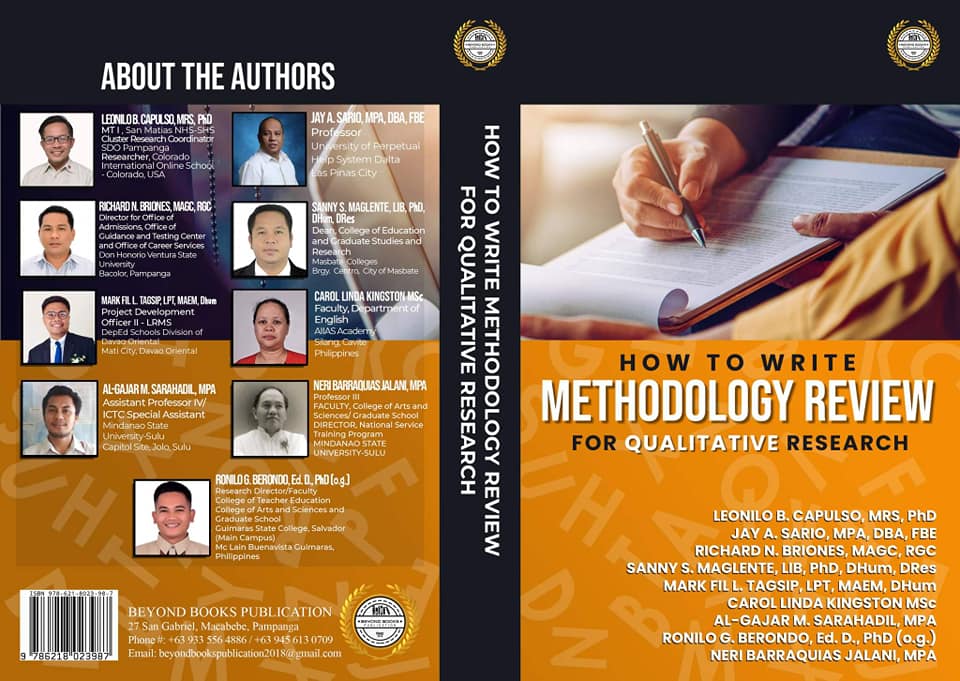 ABOUT THE AUTHORS
LEONILO B. CAPULSO, MRS, PhD
MT I , San Matias NHS-SHS
Cluster Research Coordinator
SDO Pampanga
Researcher, Colorado
International Online School
- Colorado, USA
JAY A. SARIO, MPA, DBA, FBE
Professor
University of Perpetual
Help System Dalta
Las Pinas City
RICHARD N. BRIONES, MAGC, RGC
Director for Office of
Admissions, Office of
Guidance and Testing Center
and Office of Career Services
Don Honorio Ventura State
University
Bacolor, Pampanga
SANNY S. MAGLENTE, LIB, PhD,
DHum, DRes
Dean, College of Education
and Graduate Studies and
Research
Masbate Colleges
Brgy. Centro, City of Masbate
MARK FIL L. TAGSIP, LPT, MAEM, Dhum
Project Development
Officer II - LRMS
DepEd Schools Division of
Davao Oriental
Mati City, Davao Oriental
CAROL LINDA KINGSTON MSc
Faculty, Department of
English
AIIAS Academy
Silang, Cavite
Philippines
AL-GAJAR M. SARAHADIL, MPA
Assistant Professor IV/
ICTC Special Assistant
Mindanao State
University-Sulu
Capitol Site, Jolo, Sulu
NERI BARRAQUIAS JALANI, MPA
Professor III
FACULTY, College of Arts and
Sciences/ Graduate School
DIRECTOR, National Service
Training Program
MINDANAO STATE
UNIVERSITY-SULU
RONILO G. BERONDO, Ed. D., PhD (o.g.)
Research Director/Faculty
College of Teacher Education
College of Arts and Sciences and
Graduate School
Guimaras State College, Salvador
(Main Campus)
Mc Lain Buenavista Guimaras,
Philippines
ISBN 978-621-8023-98-7
9 786218 023987
BEYOND BOOKS PUBLICATION
27 San Gabriel, Macabebe, Pampanga
Phone #: +63 933 556 4886 / +63 945 613 0709
Email: beyondbookspublication2018@gmail.com
BEYOND BOOKS
PUBLICATION
BEYOND BOOKS
HOW TO WRITE METHODOLOGY REVIEW
FOR QUALITATIVE RESEARCH
BEYOND BOOKS
HOW TO WRITE
METHODOLOGY REVIEW
FOR QUALITATIVE RESEARCH
LEONILO B. CAPULSO, MRS, PhD
JAY A. SARIO, MPA, DBA, FBE
RICHARD N. BRIONES, MAGC, RGC
SANNY S. MAGLENTE, LIB, PhD, DHum, DRes
MARK FIL L. TAGSIP, LPT, MAEM, DHum
CAROL LINDA KINGSTON MSc
AL-GAJAR M. SARAHADIL, MPA
RONILO G. BERONDO, Ed. D., PhD (o.g.)
NERI BARRAQUIAS JALANI, MPA